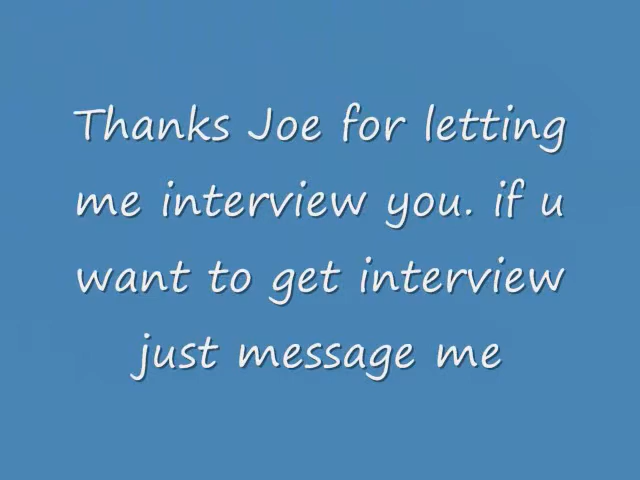 Thanks Joe for letting
me interview you. if u
want to get interview
just message me